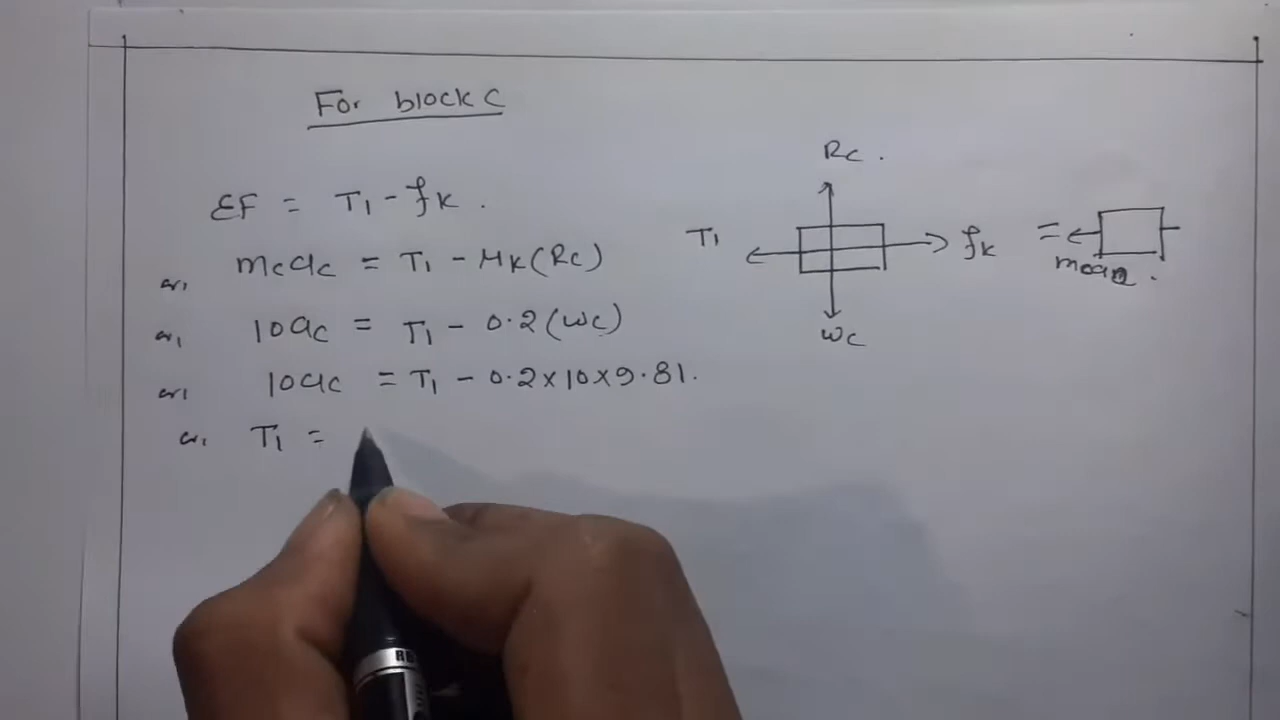 For block C
ΣF = T1 - fk .
or, mcac = T1 - μk(Rc)
or, 10ac = T1 - 0.2(wc)
or, 10ac = T1 - 0.2×10×9.81.
or, T1 =
Rc .
T1
fk
wc
=